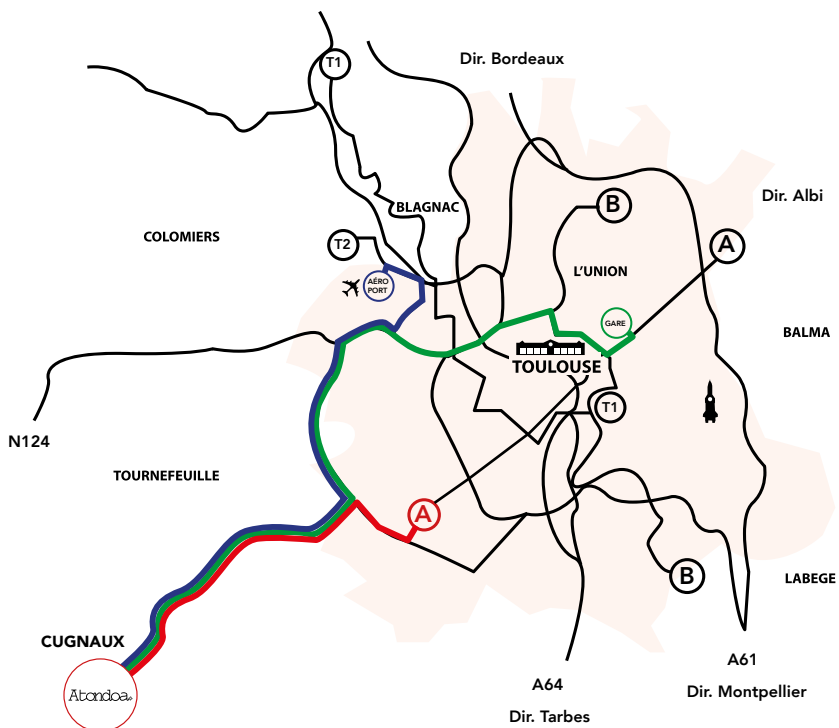 Dir. Bordeaux
T1
Dir. Albi
BLAGNAC
B
COLOMIERS
T2
A
L'UNION
AÉRO
PORT
GARE
BALMA
TOULOUSE
T1
N124
TOURNEFEUILLE
A
B
LABEGE
CUGNAUX
Atondoa
A61
A64
Dir. Montpellier
Dir. Tarbes